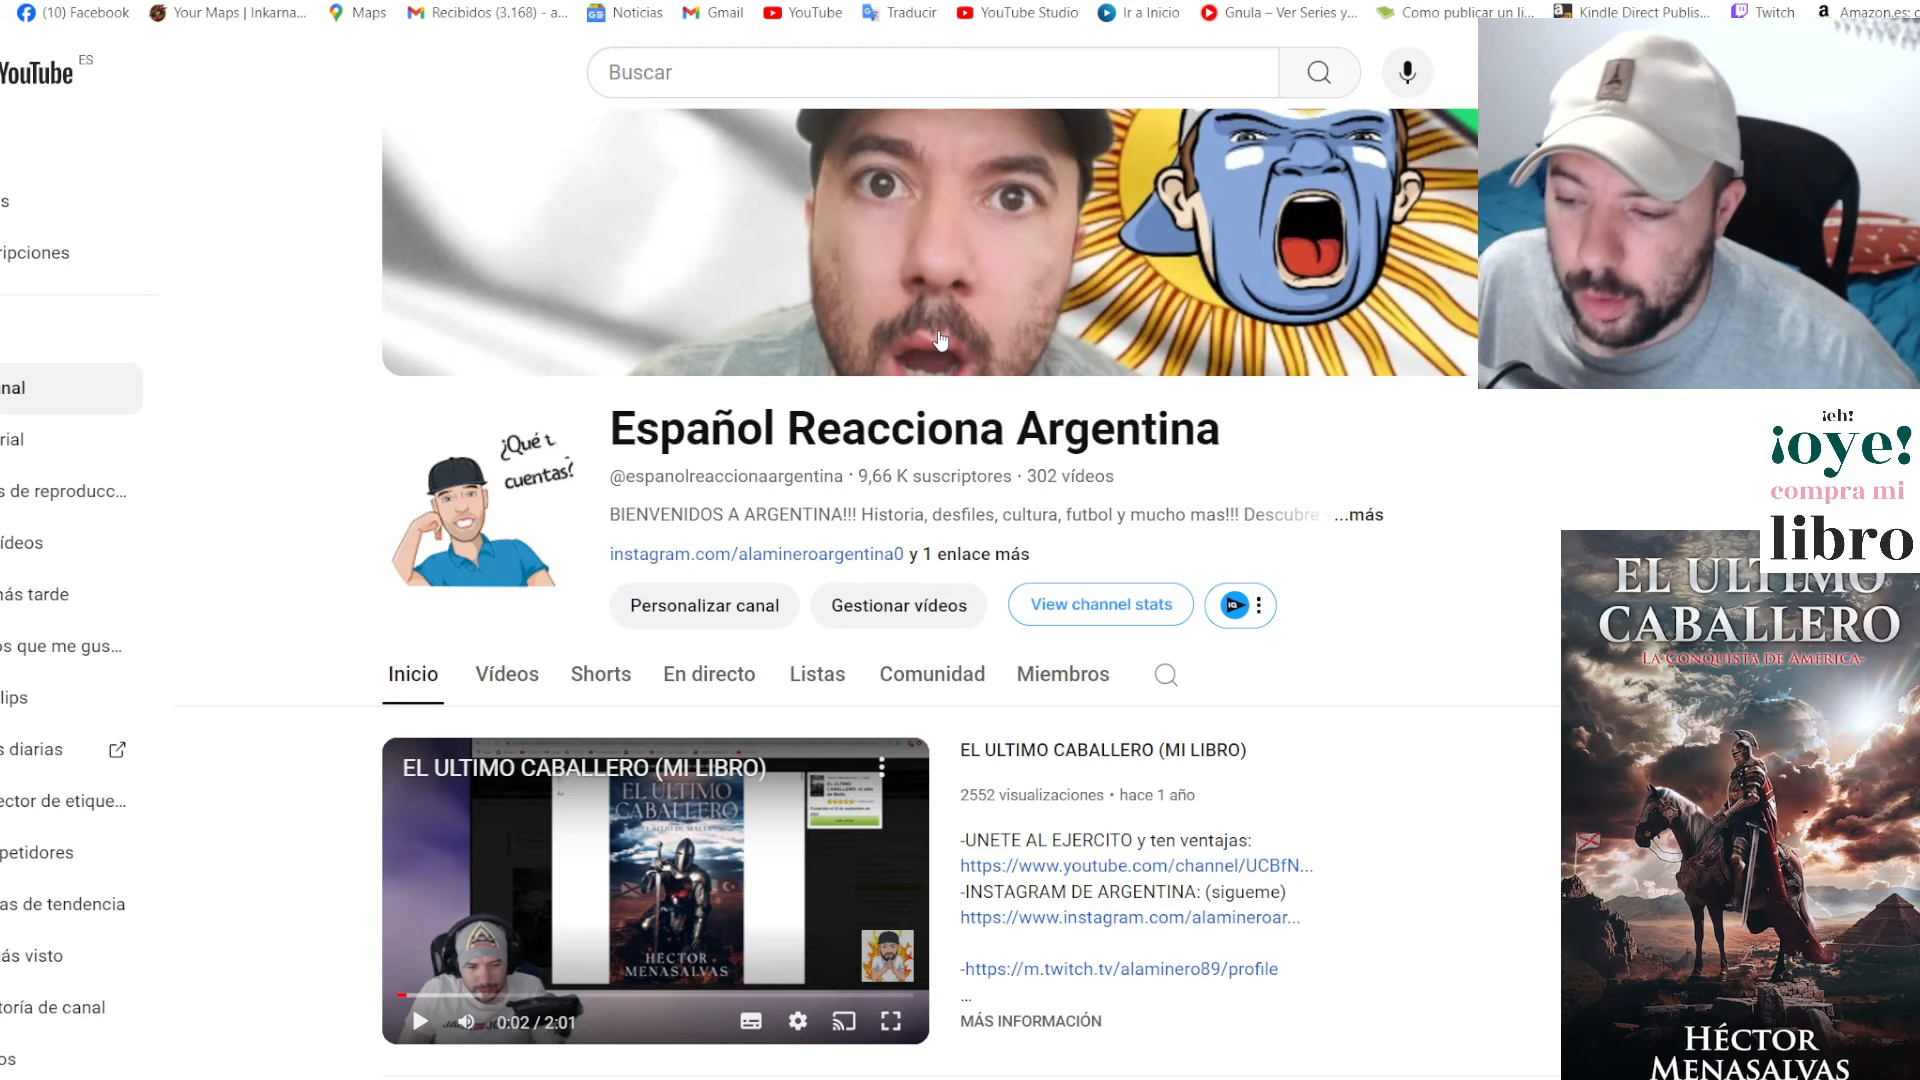 (10) Facebook
Your Maps | Inkarna...
Maps
Recibidos (3.168) - a...
Noticias
Gmail
YouTube
Traducir
YouTube Studio
Ir a Inicio
Gnula – Ver Series y...
Como publicar un li...
Kindle Direct Publis...
Twitch
Amazon.es: c
YouTube
ES
Buscar
s
ripciones
anal
rial
s de reproducc...
ídeos
más tarde
os que me gus...
lips
s diarias
ector de etique...
petidores
as de tendencia
ás visto
toría de canal
os
¿Qué t
cuentas?
Español Reacciona Argentina
@espanolreaccionaargentina • 9,66 K suscriptores • 302 vídeos
BIENVENIDOS A ARGENTINA!!! Historia, desfiles, cultura, futbol y mucho mas!!! Descubre ...más
instagram.com/alamineroargentina0 y 1 enlace más
Personalizar canal
Gestionar vídeos
View channel stats
IQ
Inicio
Vídeos
Shorts
En directo
Listas
Comunidad
Miembros
EL ULTIMO CABALLERO (MI LIBRO)
EL ULTIMO
CABALLERO
HECTOR
MENASALVAS
0:02 / 2:01
EL ULTIMO CABALLERO (MI LIBRO)
2552 visualizaciones • hace 1 año
-UNETE AL EJERCITO y ten ventajas:
https://www.youtube.com/channel/UCBfN...
-INSTAGRAM DE ARGENTINA: (sigueme)
https://www.instagram.com/alamineroar...
-https://m.twitch.tv/alaminero89/profile
...
MÁS INFORMACIÓN
¡eh!
¡oye!
compra mi
libro
EL ULTIMO
CABALLERO
-LA CONQUISTA DE AMERICA-
HÉCTOR
MENASALVAS